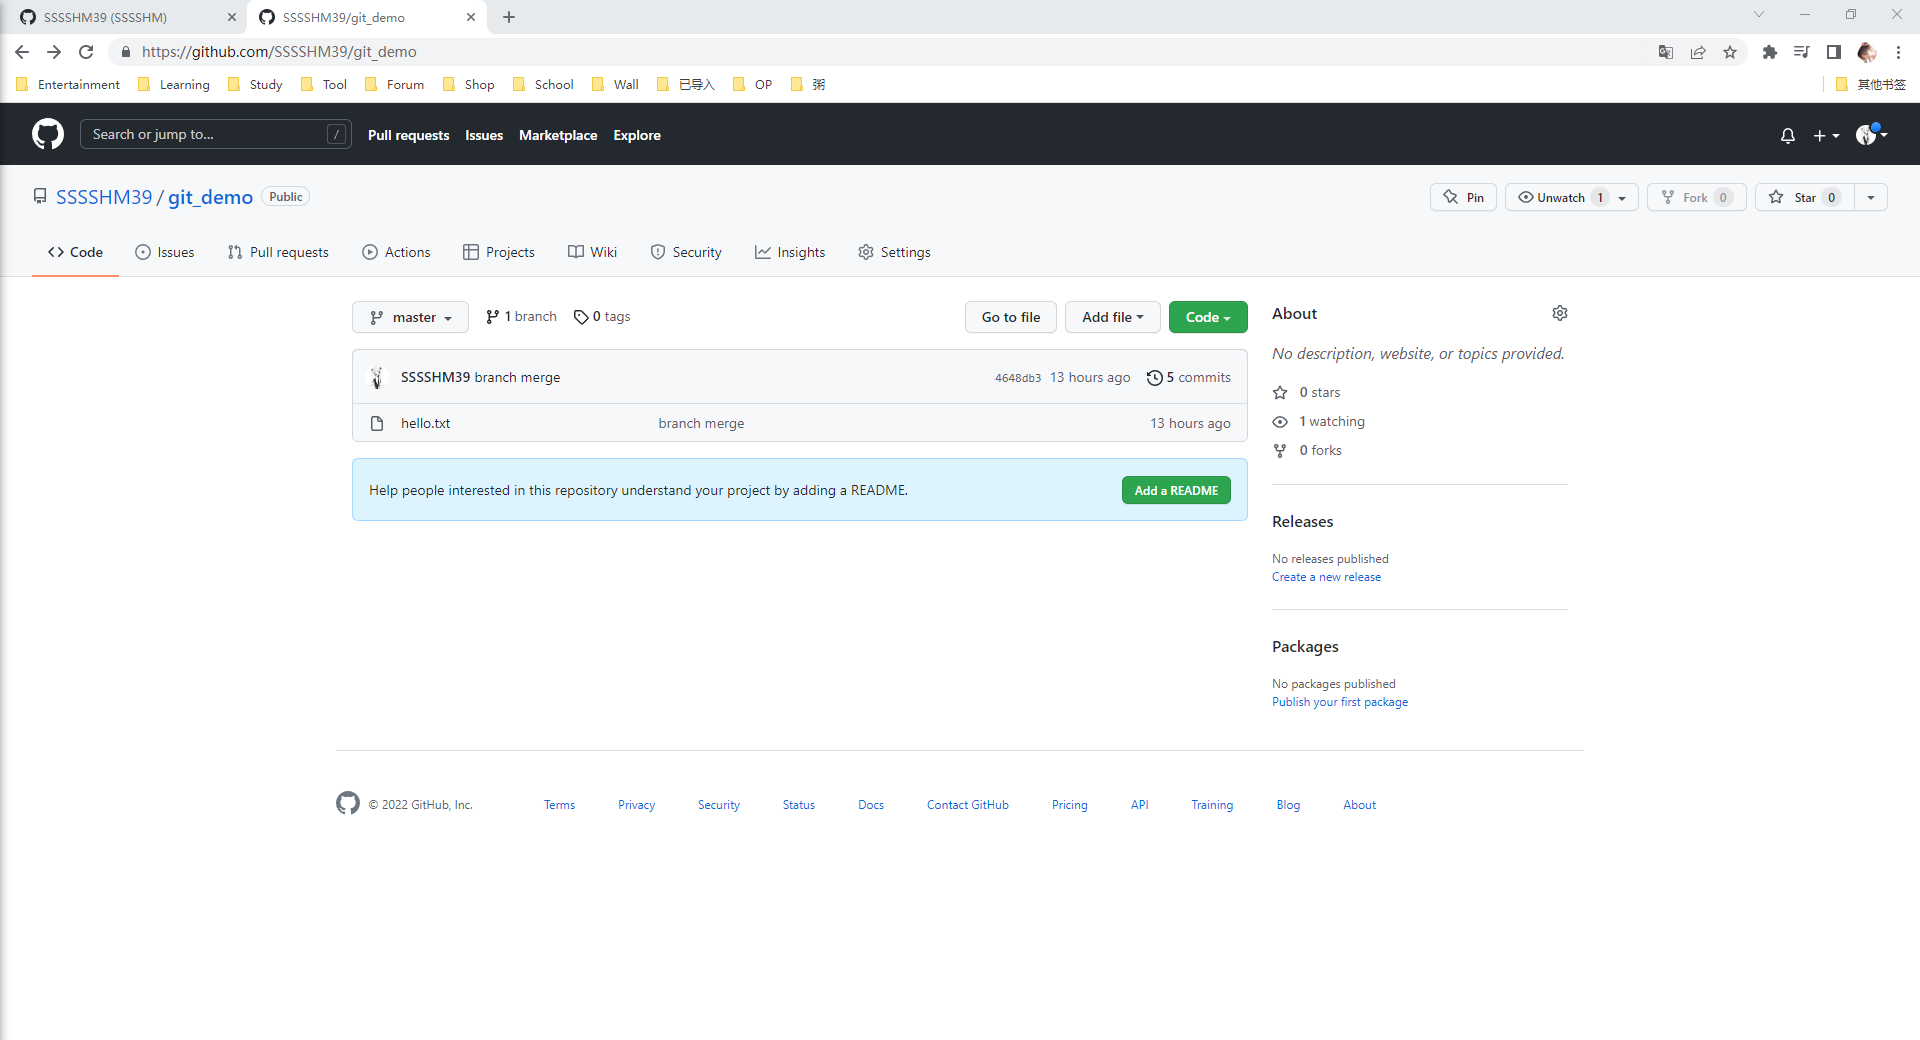 SSSSHM39 (SSSSHM)
SSSSHM39/git_demo
https://github.com/SSSSHM39/git_demo
Entertainment Learning Study Tool Forum Shop School Wall 已导入 OP 粥 其他书签
Search or jump to... / Pull requests Issues Marketplace Explore
SSSSHM39 / git_demo Public Pin Unwatch 1 Fork 0 Star 0
Code Issues Pull requests Actions Projects Wiki Security Insights Settings
master 1 branch 0 tags Go to file Add file Code
SSSSHM39 branch merge 4648db3 13 hours ago 5 commits
hello.txt branch merge 13 hours ago
Help people interested in this repository understand your project by adding a README. Add a README
About
No description, website, or topics provided.
0 stars
1 watching
0 forks
Releases
No releases published
Create a new release
Packages
No packages published
Publish your first package
© 2022 GitHub, Inc. Terms Privacy Security Status Docs Contact GitHub Pricing API Training Blog About